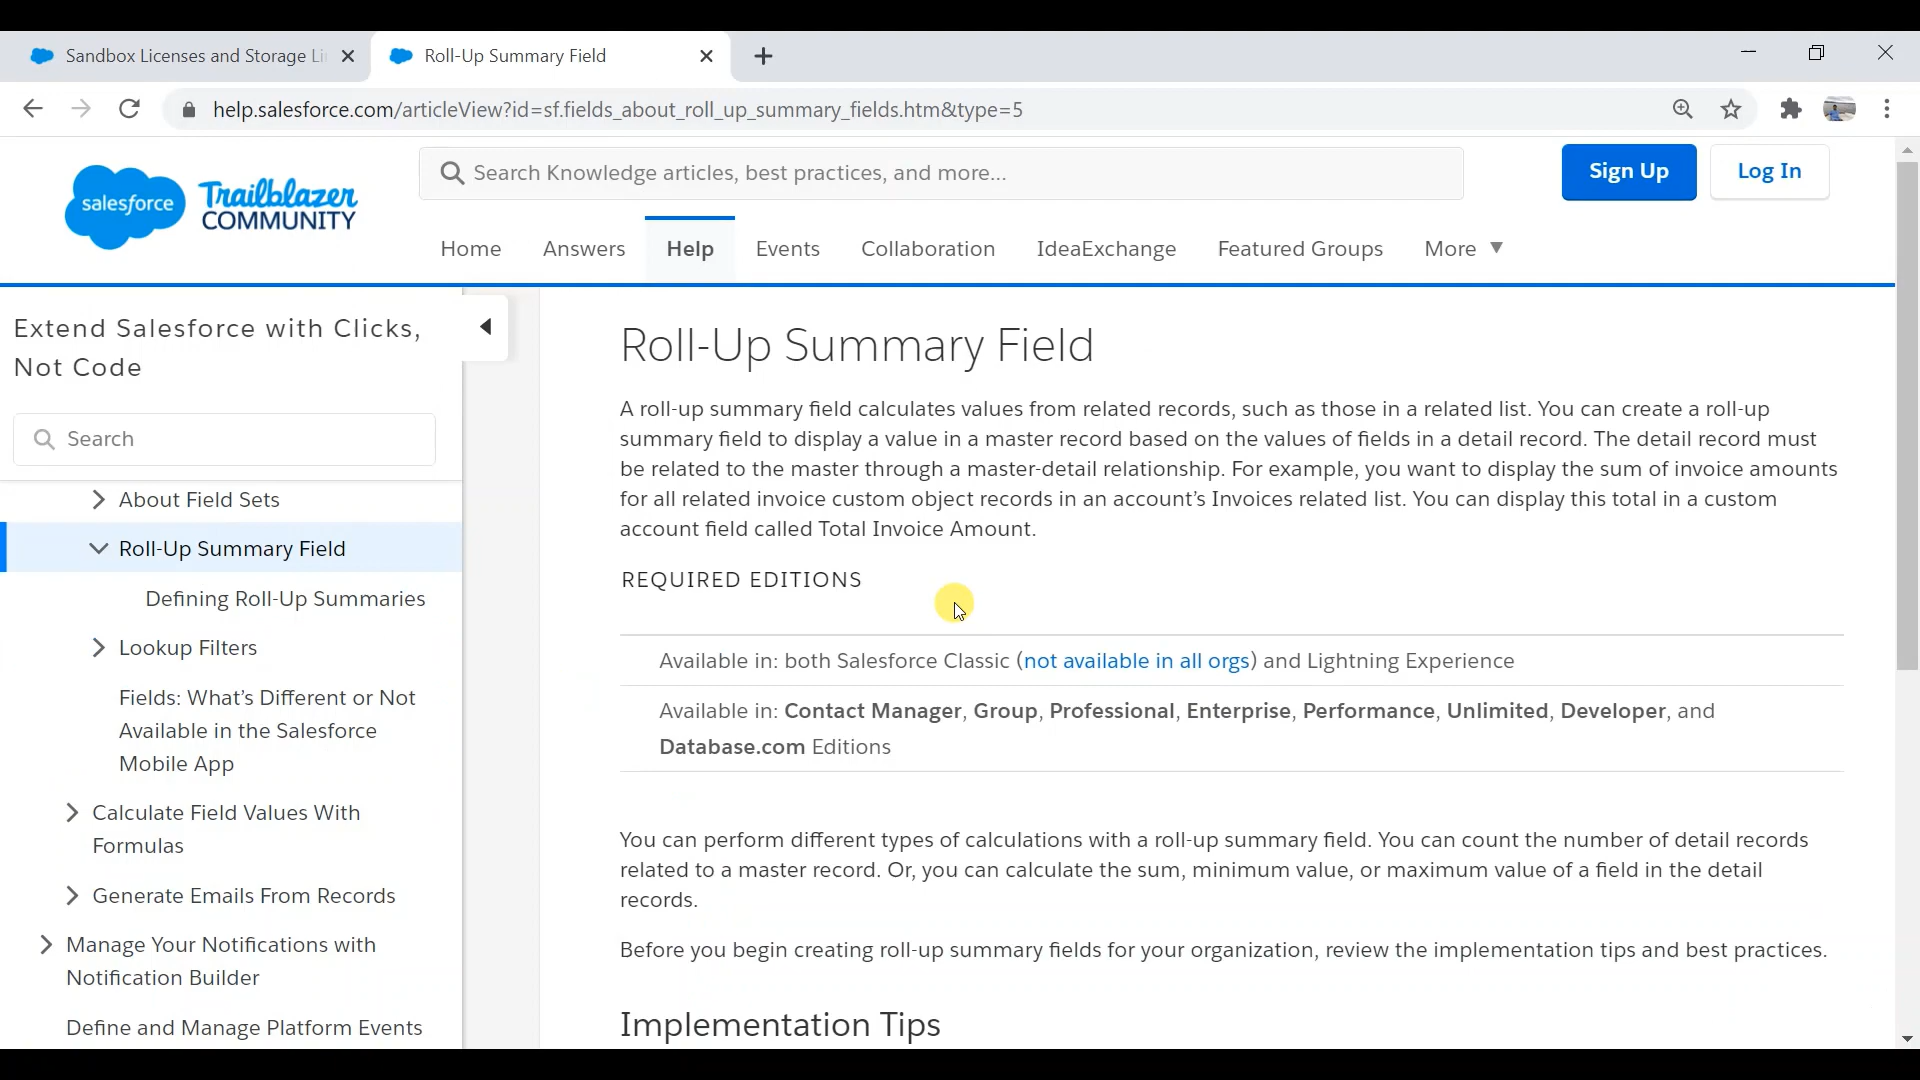 Sandbox Licenses and Storage Li
Roll-Up Summary Field
help.salesforce.com/articleView?id=sf.fields_about_roll_up_summary_fields.htm&type=5
salesforce
Trailblazer
COMMUNITY
Search Knowledge articles, best practices, and more...
Sign Up
Log In
Home
Answers
Help
Events
Collaboration
IdeaExchange
Featured Groups
More
Extend Salesforce with Clicks,
Not Code
Search
About Field Sets
Roll-Up Summary Field
Defining Roll-Up Summaries
Lookup Filters
Fields: What's Different or Not
Available in the Salesforce
Mobile App
Calculate Field Values With
Formulas
Generate Emails From Records
Manage Your Notifications with
Notification Builder
Define and Manage Platform Events
Roll-Up Summary Field
A roll-up summary field calculates values from related records, such as those in a related list. You can create a roll-up
summary field to display a value in a master record based on the values of fields in a detail record. The detail record must
be related to the master through a master-detail relationship. For example, you want to display the sum of invoice amounts
for all related invoice custom object records in an account's Invoices related list. You can display this total in a custom
account field called Total Invoice Amount.
REQUIRED EDITIONS
Available in: both Salesforce Classic (not available in all orgs) and Lightning Experience
Available in: Contact Manager, Group, Professional, Enterprise, Performance, Unlimited, Developer, and
Database.com Editions
You can perform different types of calculations with a roll-up summary field. You can count the number of detail records
related to a master record. Or, you can calculate the sum, minimum value, or maximum value of a field in the detail
records.
Before you begin creating roll-up summary fields for your organization, review the implementation tips and best practices.
Implementation Tips